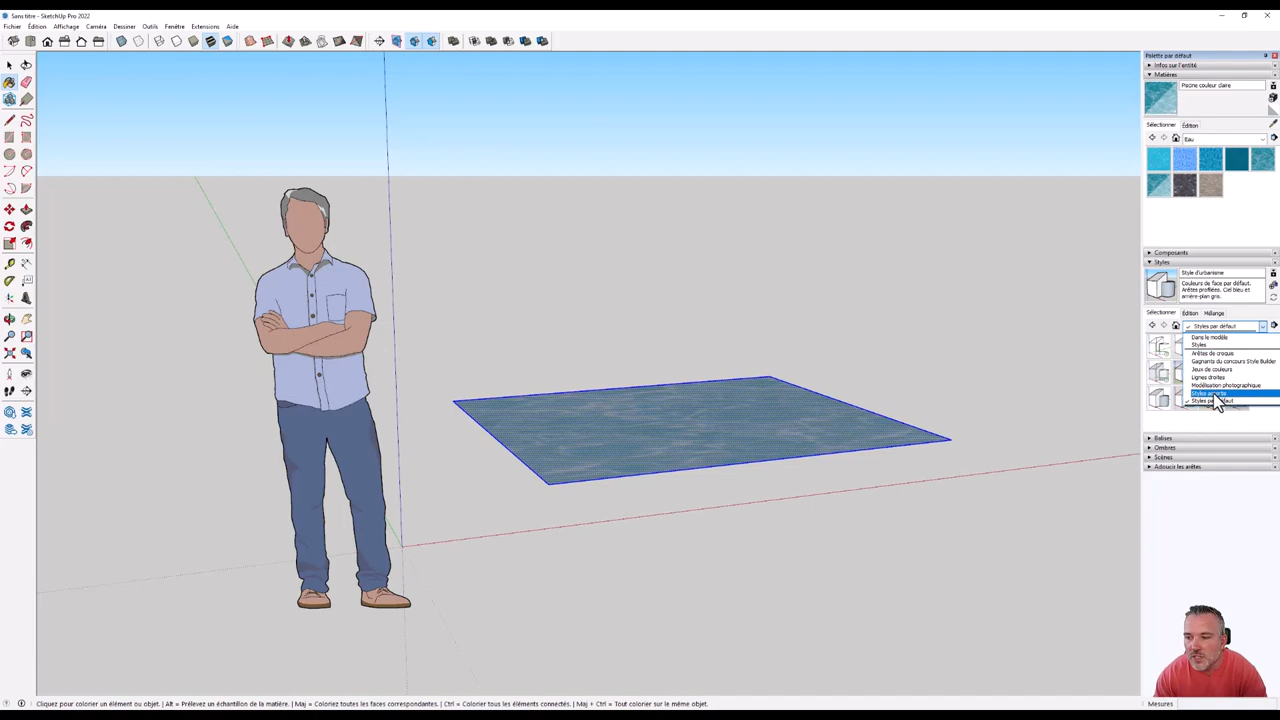 Sans titre - SketchUp Pro 2022
Fichier Édition Affichage Caméra Dessiner Outils Fenêtre Extensions Aide
Palette par défaut
Infos sur l'entité
Matières
Piscine couleur claire
Sélectionner Édition
Eau
Composants
Styles
Style d'urbanisme
Couleurs de face par défaut.
Arêtes profilées. Ciel bleu et
arrière-plan gris.
Sélectionner Édition Mélange
Styles par défaut
Dans le modèle
Styles
Arêtes de croquis
Gagnants du concours Style Builder
Jeux de couleurs
Lignes droites
Modélisation photographique
Styles
Styles
Balises
Ombres
Scènes
Adoucir les arêtes
Cliquez pour colorier un élément ou objet. | Alt = Prélevez un échantillon de la matière. | Maj = Coloriez toutes les faces correspondantes. | Ctrl = Colorier tous les éléments connectés. | Maj + Ctrl = Tout colorier sur le même objet.
Mesures